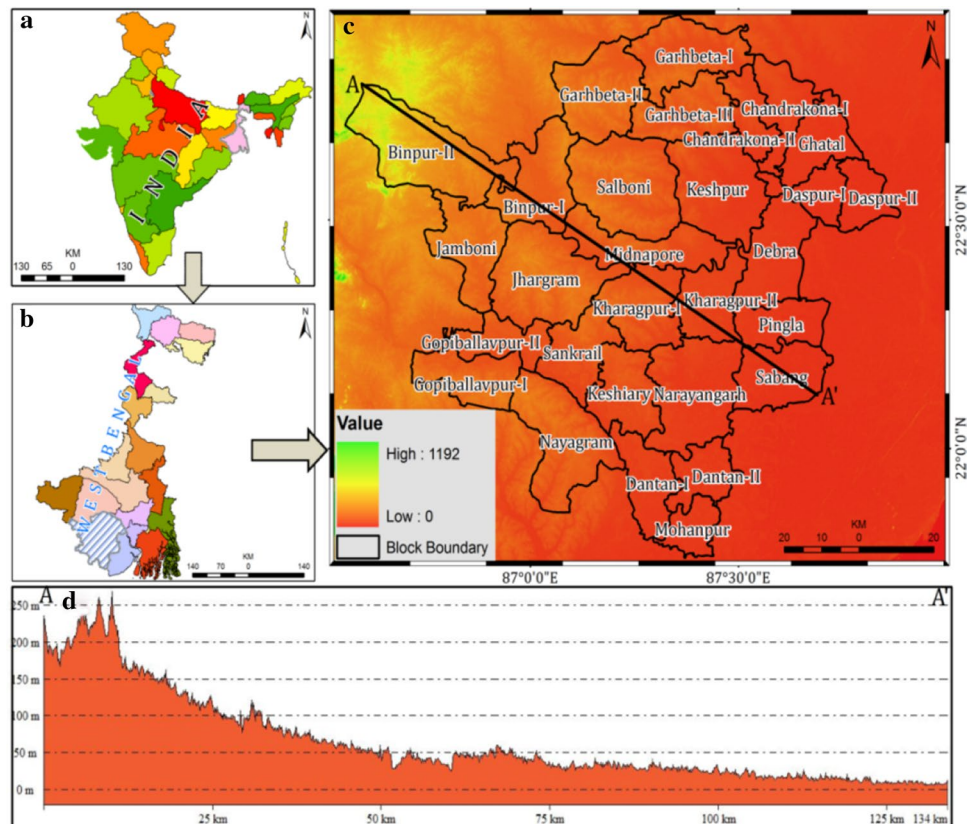 a
N
INDIA
KM
130 65 0 130
b
N
WEST BENGAL
KM
140 70 0 140
c
N
A
Garhbeta-I
Garhbeta-II
Garhbeta-III
Chandrakona-I
Chandrakona-II
Ghatal
Binpur-II
Salboni
Keshpur
Daspur-I
Daspur-II
Binpur-I
Jamboni
Midnapore
Debra
Jhargram
Kharagpur-I
Kharagpur-II
Pingla
Gopiballavpur-II
Sankrail
Sabang
A'
Gopiballavpur-I
Keshiary
Narayangarh
Nayagram
Dantan-I
Dantan-II
Mohanpur
Value
High : 1192
Low : 0
Block Boundary
KM
20 10 0 20
22°30'0"N
22°0'0"N
87°0'0"E
87°30'0"E
A
d
A'
250 m
200 m
150 m
100 m
50 m
0 m
25 km
50 km
75 km
100 km
125 km
134 km